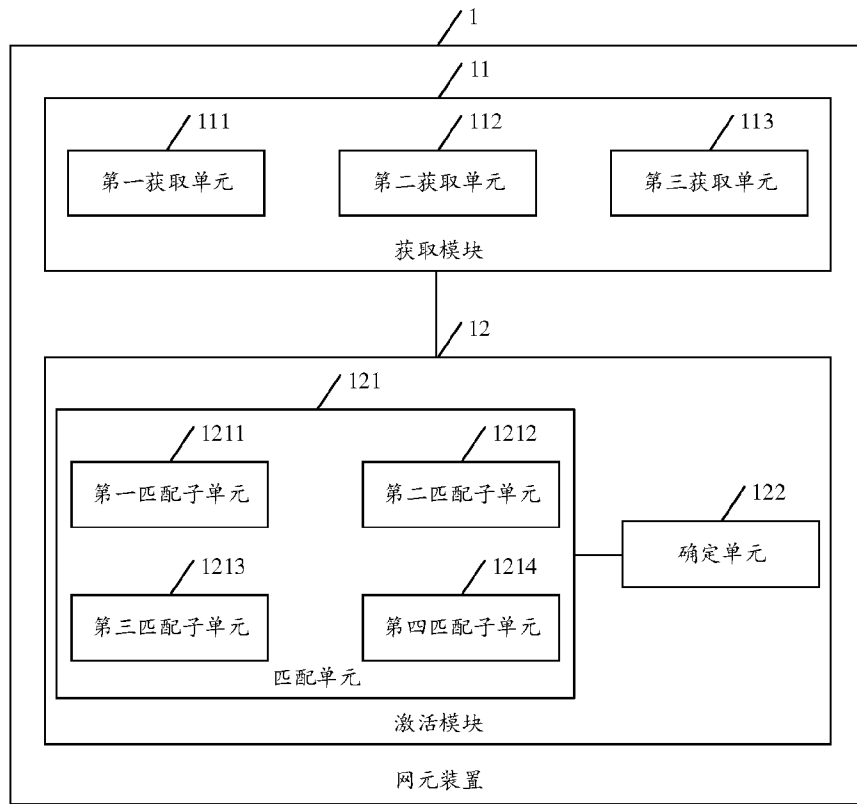 1
11
111 112 113
第一获取单元 第二获取单元 第三获取单元
获取模块
12
121
1211 1212
第一匹配子单元 第二匹配子单元
122
确定单元
1213 1214
第三匹配子单元 第四匹配子单元
匹配单元
激活模块
网元装置